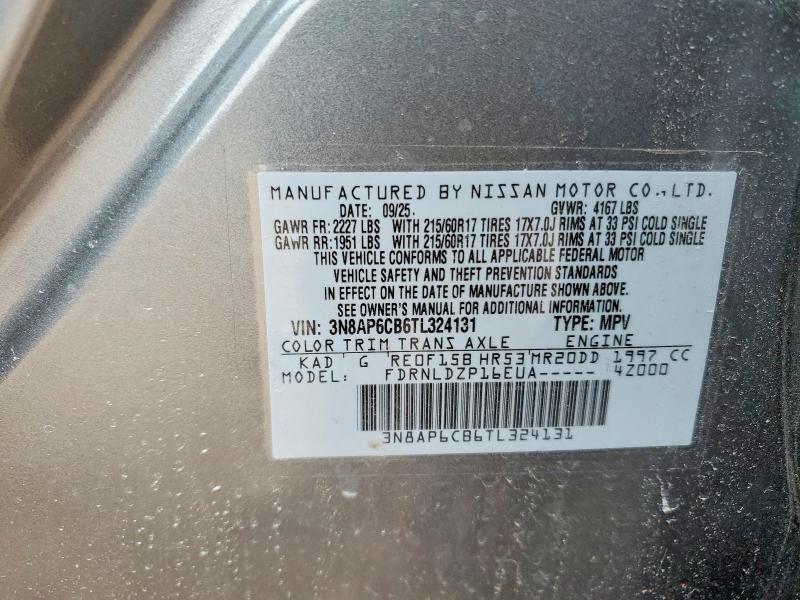 MANUFACTURED BY NISSAN MOTOR CO.,LTD.
DATE: 09/25. GVWR: 4167 LBS
GAWR FR: 2227 LBS WITH 215/60R17 TIRES 17X7.0J RIMS AT 33 PSI COLD SINGLE
GAWR RR: 1951 LBS WITH 215/60R17 TIRES 17X7.0J RIMS AT 33 PSI COLD SINGLE
THIS VEHICLE CONFORMS TO ALL APPLICABLE FEDERAL MOTOR
VEHICLE SAFETY AND THEFT PREVENTION STANDARDS
IN EFFECT ON THE DATE OF MANUFACTURE SHOWN ABOVE.
SEE OWNER'S MANUAL FOR ADDITIONAL INFORMATION.
VIN: 3N8AP6CB6TL324131 TYPE: MPV
COLOR TRIM TRANS AXLE ENGINE
KAD G RE0F15B HR53 MR20DD 1997 CC
MODEL: FDRNLDZP16EUA----- 4Z000
3N8AP6CB6TL324131